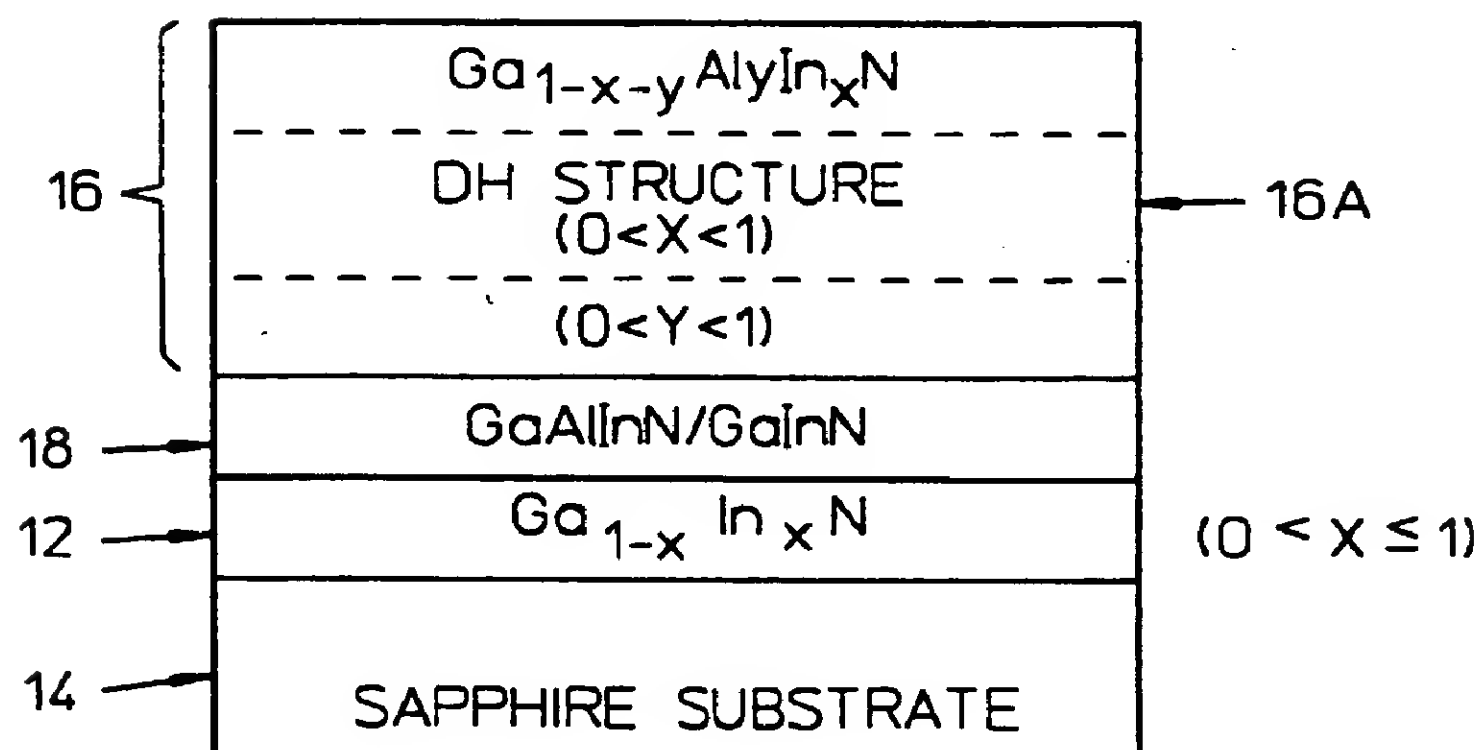 Ga1-x-yAlyInxN
16
DH STRUCTURE
(0<X<1)
16A
(0<Y<1)
18
GaAlInN/GaInN
12
Ga1-x InxN
(0 < X ≤ 1)
14
SAPPHIRE SUBSTRATE